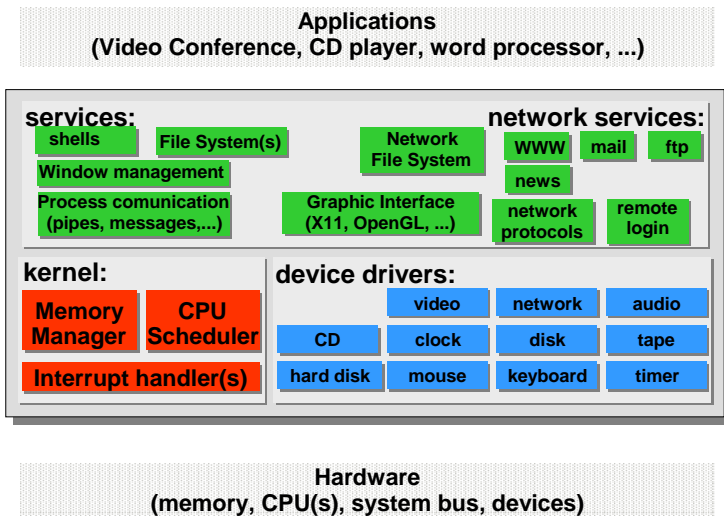 Applications
(Video Conference, CD player, word processor, ...)
services:
network services:
shells
File System(s)
Network
File System
WWW
mail
ftp
Window management
news
Process comunication
(pipes, messages,...)
Graphic Interface
(X11, OpenGL, ...)
network
protocols
remote
login
kernel:
Memory
Manager
CPU
Scheduler
Interrupt handler(s)
device drivers:
video
network
audio
CD
clock
disk
tape
hard disk
mouse
keyboard
timer
Hardware
(memory, CPU(s), system bus, devices)